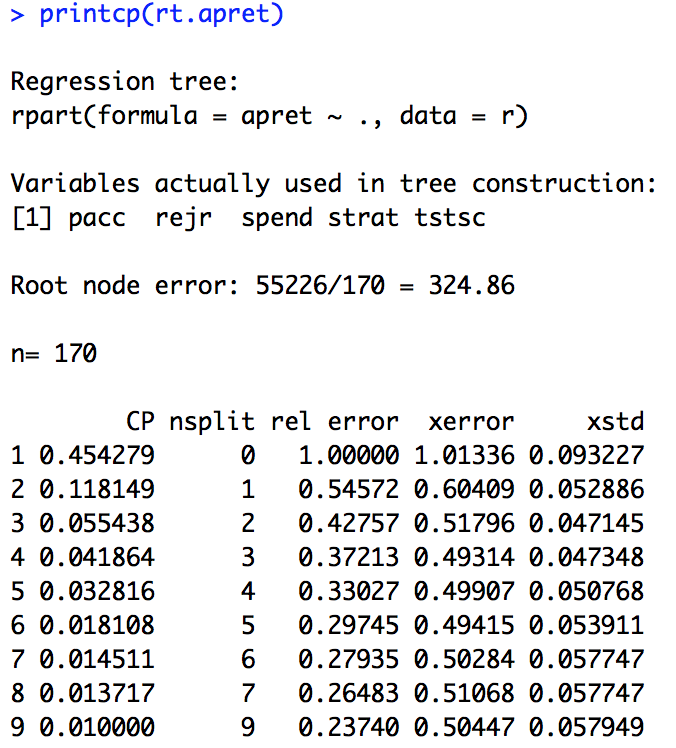 > printcp(rt.apret)
Regression tree:
rpart(formula = apret ~ ., data = r)
Variables actually used in tree construction:
[1] pacc  rejr  spend strat tstsc
Root node error: 55226/170 = 324.86
n= 170
        CP nsplit rel error  xerror     xstd
1 0.454279      0   1.00000 1.01336 0.093227
2 0.118149      1   0.54572 0.60409 0.052886
3 0.055438      2   0.42757 0.51796 0.047145
4 0.041864      3   0.37213 0.49314 0.047348
5 0.032816      4   0.33027 0.49907 0.050768
6 0.018108      5   0.29745 0.49415 0.053911
7 0.014511      6   0.27935 0.50284 0.057747
8 0.013717      7   0.26483 0.51068 0.057747
9 0.010000      9   0.23740 0.50447 0.057949